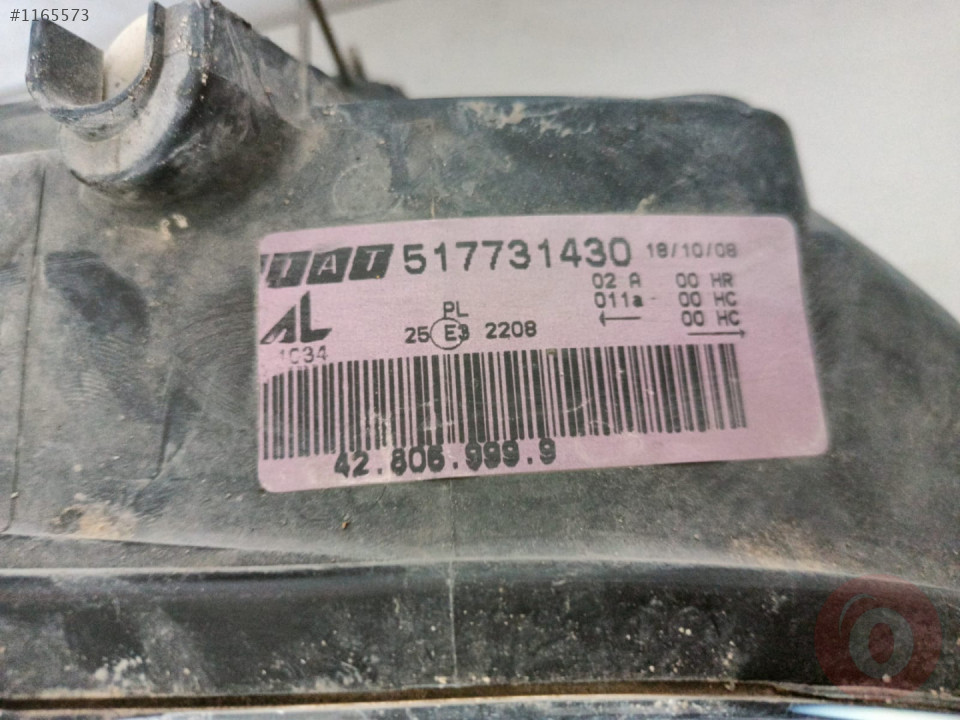 #1165573
FIAT 517731430 18/10/08
02 A 00 HR
011a- 00 HC
00 HC
AL
PL
25 E3 2208
1034
42.806.999.9